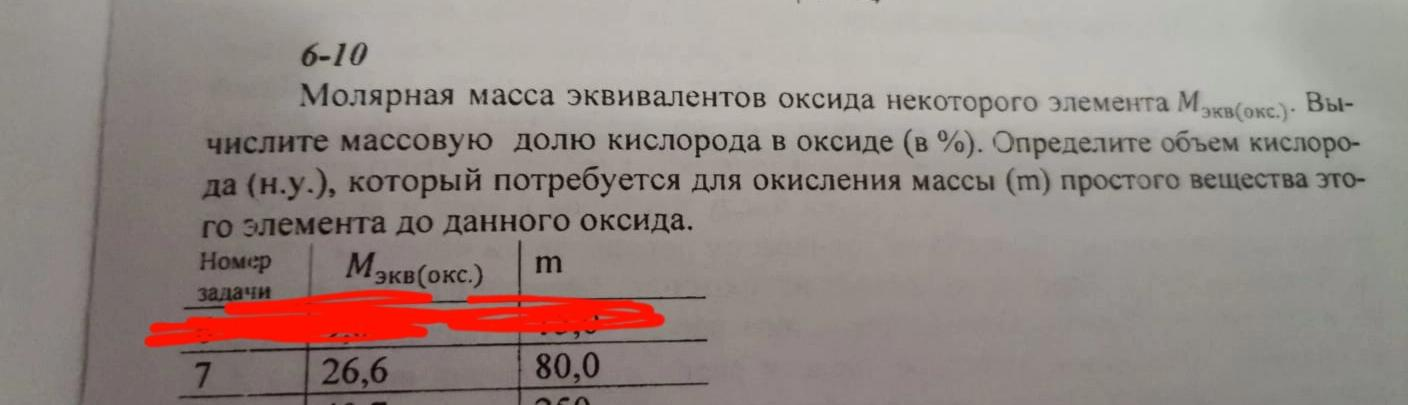 6-10
Молярная масса эквивалентов оксида некоторого элемента Mэкв(окс.). Вы-
числите массовую долю кислорода в оксиде (в %). Определите объем кислоро-
да (н.у.), который потребуется для окисления массы (m) простого вещества это-
го элемента до данного оксида.
Номер Mэкв(окс.) m
задачи
7 26,6 80,0